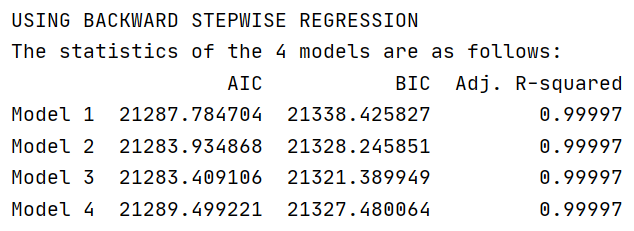 USING BACKWARD STEPWISE REGRESSION
The statistics of the 4 models are as follows:
AIC BIC Adj. R-squared
Model 1 21287.784704 21338.425827 0.99997
Model 2 21283.934868 21328.245851 0.99997
Model 3 21283.409106 21321.389949 0.99997
Model 4 21289.499221 21327.480064 0.99997